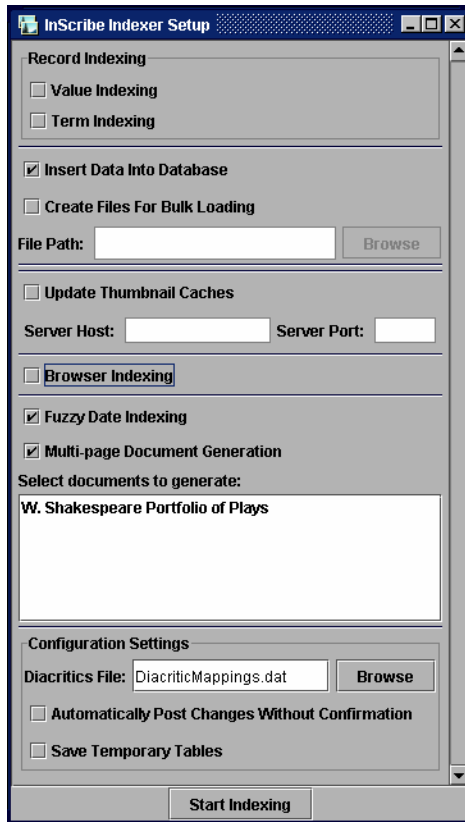 InScribe Indexer Setup
Record Indexing
Value Indexing
Term Indexing
Insert Data Into Database
Create Files For Bulk Loading
File Path: Browse
Update Thumbnail Caches
Server Host: Server Port:
Browser Indexing
Fuzzy Date Indexing
Multi-page Document Generation
Select documents to generate:
W. Shakespeare Portfolio of Plays
Configuration Settings
Diacritics File: DiacriticMappings.dat Browse
Automatically Post Changes Without Confirmation
Save Temporary Tables
Start Indexing